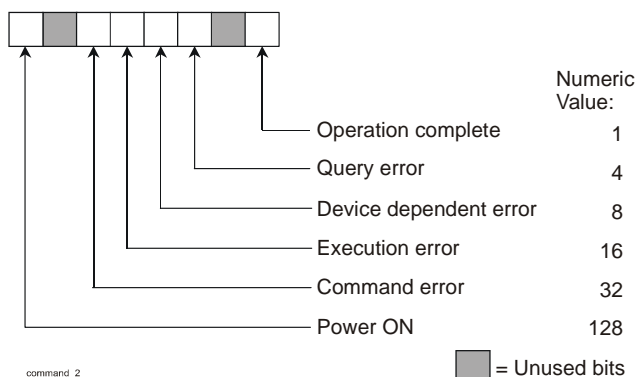 Numeric
Value:
Operation complete 1
Query error 4
Device dependent error 8
Execution error 16
Command error 32
Power ON 128
= Unused bits
command 2